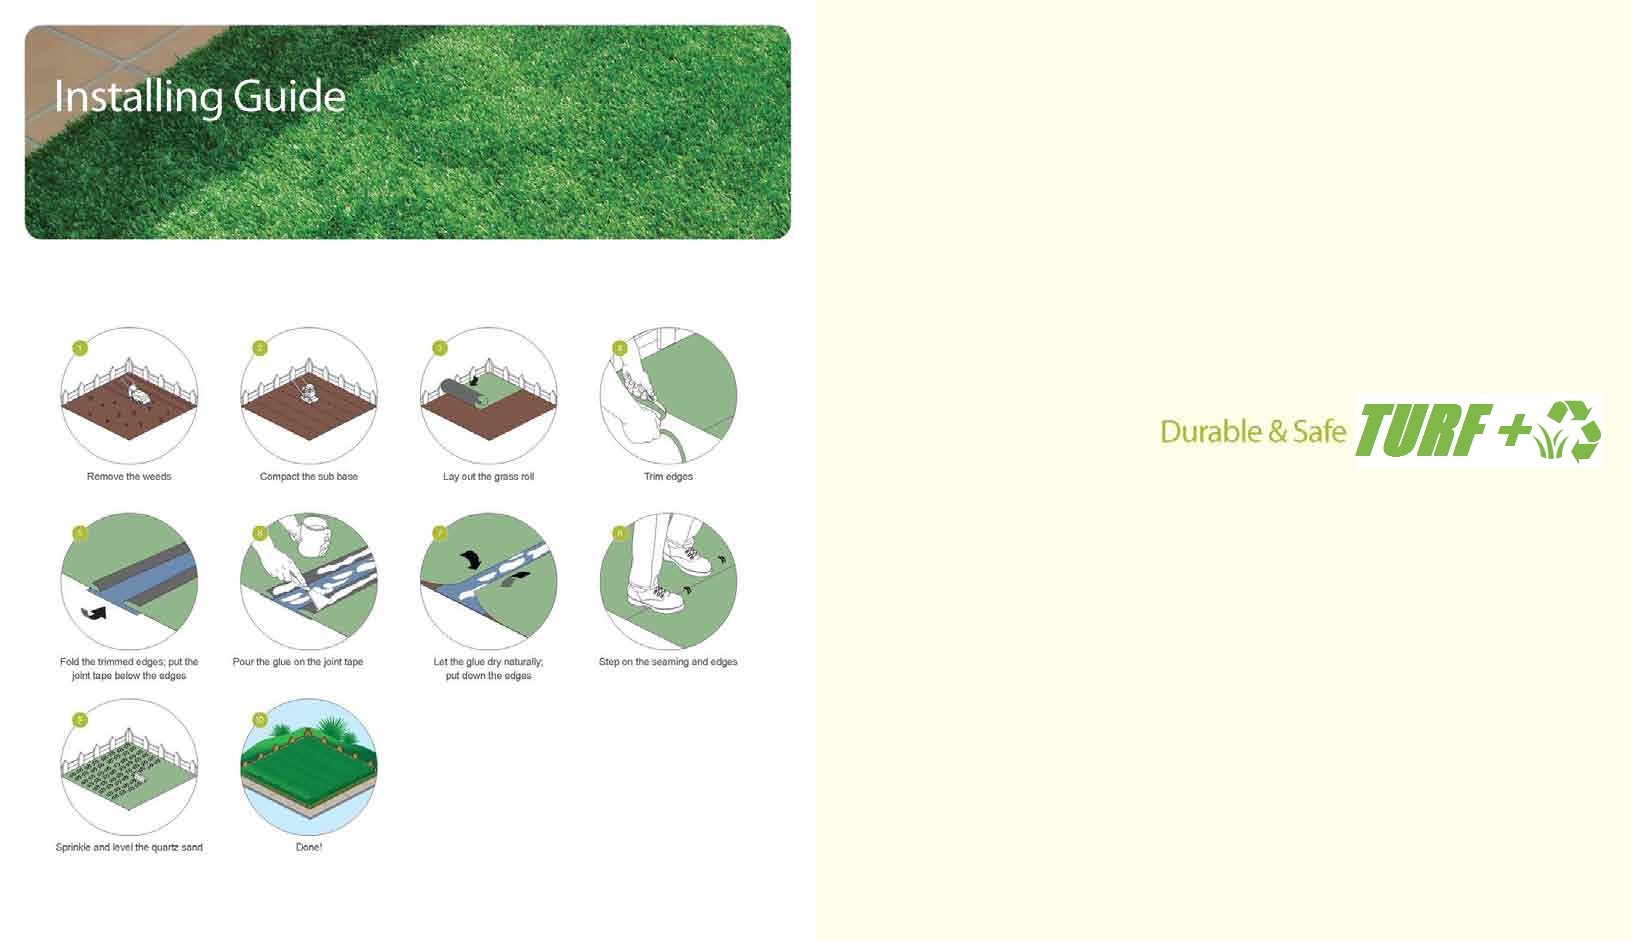 Installing Guide
1
2
3
4
Remove the weeds
Compact the sub base
Lay out the grass roll
Trim edges
Durable & Safe TURF +
5
6
7
8
Fold the trimmed edges; put the
joint tape below the edges
Pour the glue on the joint tape
Let the glue dry naturally;
put down the edges
Step on the seaming and edges
9
10
Sprinkle and level the quartz sand
Done!